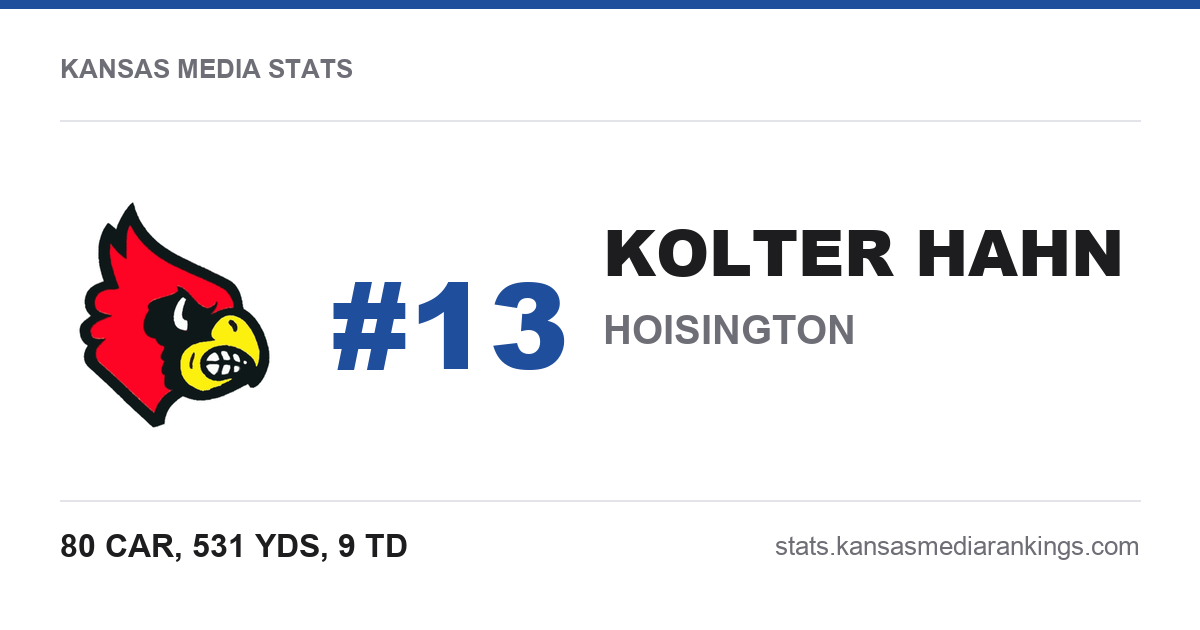 KANSAS MEDIA STATS
#13
KOLTER HAHN
HOISINGTON
80 CAR, 531 YDS, 9 TD
stats.kansasmediarankings.com